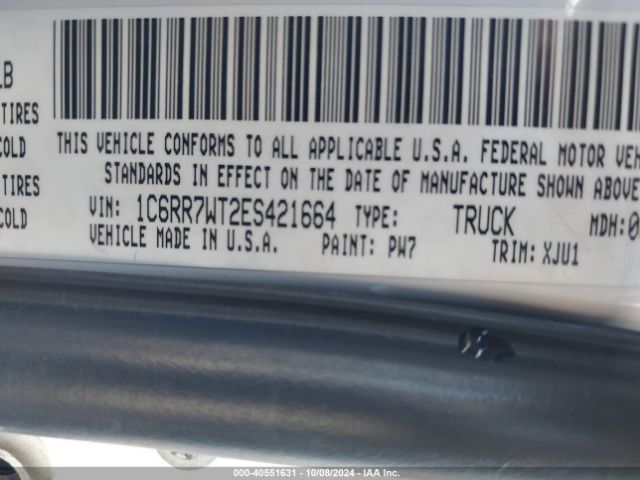 LB
TIRES
COLD
TIRES
COLD
THIS VEHICLE CONFORMS TO ALL APPLICABLE U.S.A. FEDERAL MOTOR VEH
STANDARDS IN EFFECT ON THE DATE OF MANUFACTURE SHOWN ABOVE
VIN: 1C6RR7WT2ES421664 TYPE: TRUCK MDH:0
VEHICLE MADE IN U.S.A. PAINT: PW7 TRIM: XJU1
000-40551631 - 10/08/2024 - IAA Inc.